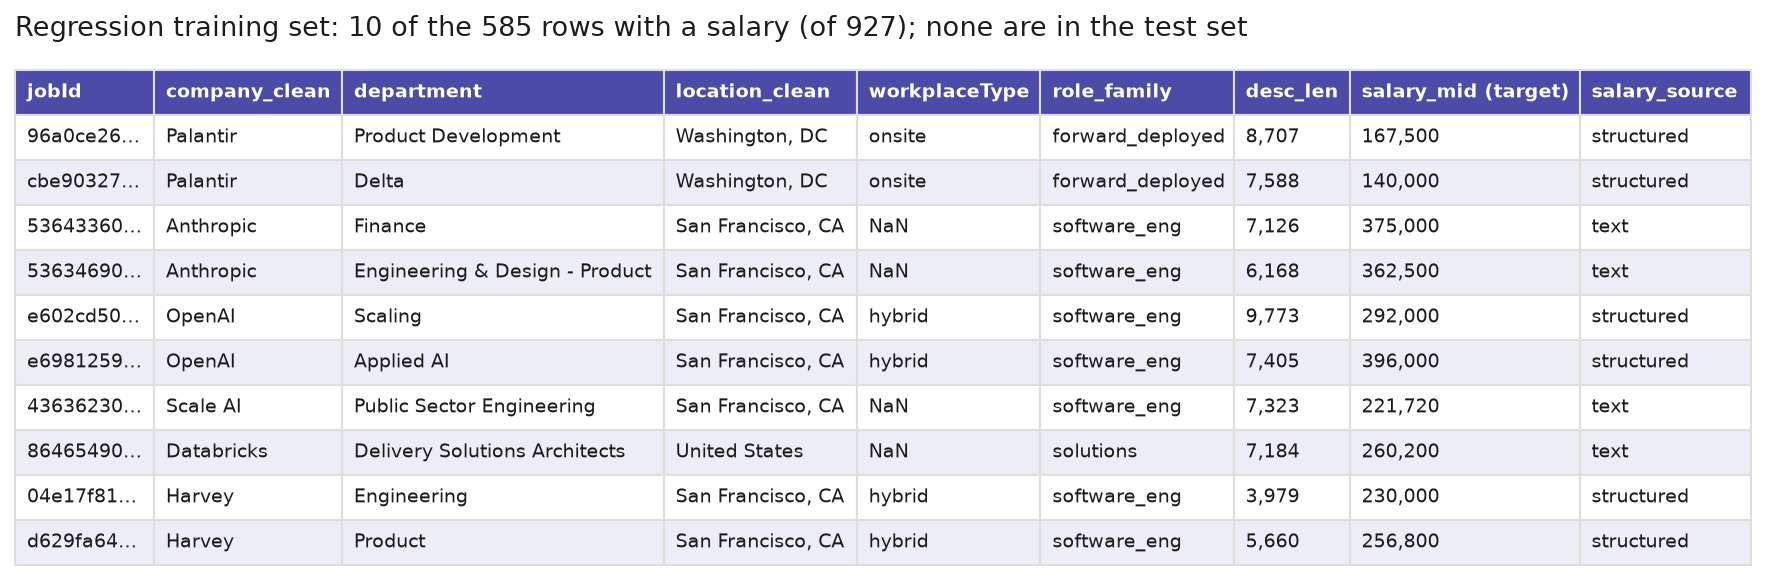 Regression training set: 10 of the 585 rows with a salary (of 927); none are in the test set
jobId company_clean department location_clean workplaceType role_family desc_len salary_mid (target) salary_source
96a0ce26... Palantir Product Development Washington, DC onsite forward_deployed 8,707 167,500 structured
cbe90327... Palantir Delta Washington, DC onsite forward_deployed 7,588 140,000 structured
53643360... Anthropic Finance San Francisco, CA NaN software_eng 7,126 375,000 text
53634690... Anthropic Engineering & Design - Product San Francisco, CA NaN software_eng 6,168 362,500 text
e602cd50... OpenAI Scaling San Francisco, CA hybrid software_eng 9,773 292,000 structured
e6981259... OpenAI Applied AI San Francisco, CA hybrid software_eng 7,405 396,000 structured
43636230... Scale AI Public Sector Engineering San Francisco, CA NaN software_eng 7,323 221,720 text
86465490... Databricks Delivery Solutions Architects United States NaN solutions 7,184 260,200 text
04e17f81... Harvey Engineering San Francisco, CA hybrid software_eng 3,979 230,000 structured
d629fa64... Harvey Product San Francisco, CA hybrid software_eng 5,660 256,800 structured